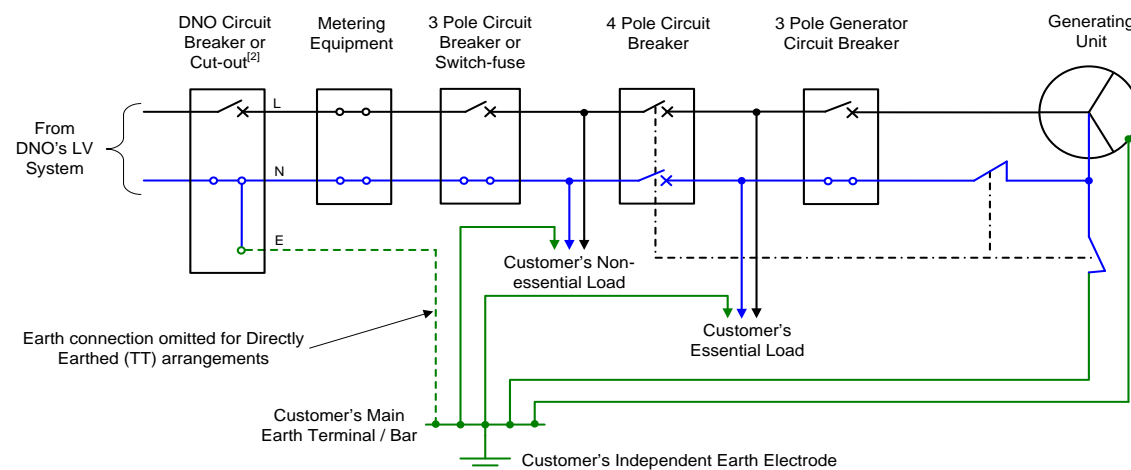 DNO Circuit
Breaker or
Cut-out[2]
Metering
Equipment
3 Pole Circuit
Breaker or
Switch-fuse
4 Pole Circuit
Breaker
3 Pole Generator
Circuit Breaker
Generating
Unit
L
From
DNO's LV
System
N
E
Customer's Non-
essential Load
Customer's
Essential Load
Earth connection omitted for Directly
Earthed (TT) arrangements
Customer's Main
Earth Terminal / Bar
Customer's Independent Earth Electrode